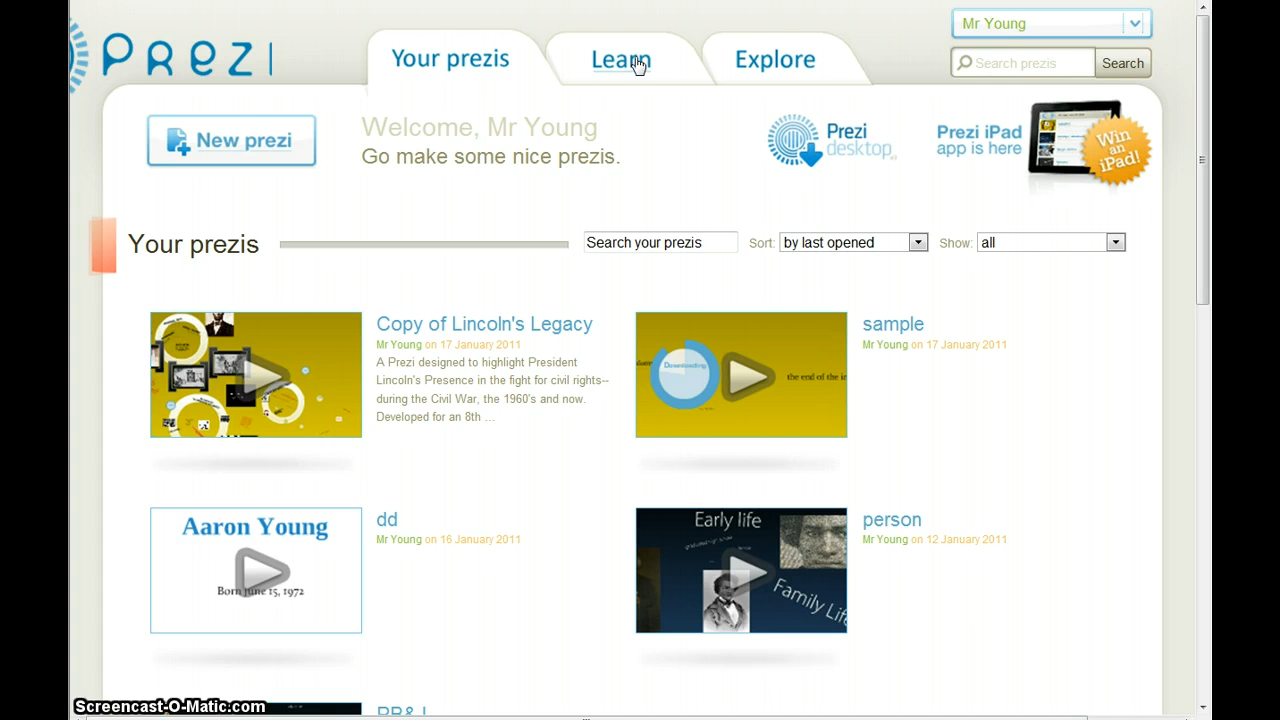 Prezi
Your prezis
Learn
Explore
Mr Young
Search prezis
Search
New prezi
Welcome, Mr Young
Go make some nice prezis.
Prezi
desktop
Prezi iPad
app is here
Win
an
iPad!
Your prezis
Search your prezis
Sort: by last opened
Show: all
Copy of Lincoln's Legacy
Mr Young on 17 January 2011
A Prezi designed to highlight President
Lincoln's Presence in the fight for civil rights--
during the Civil War, the 1960's and now.
Developed for an 8th ...
Downloading
the end of the in
sample
Mr Young on 17 January 2011
Aaron Young
Born June 15, 1972
dd
Mr Young on 16 January 2011
Early life
Family Life
person
Mr Young on 12 January 2011
Screencast-O-Matic.com